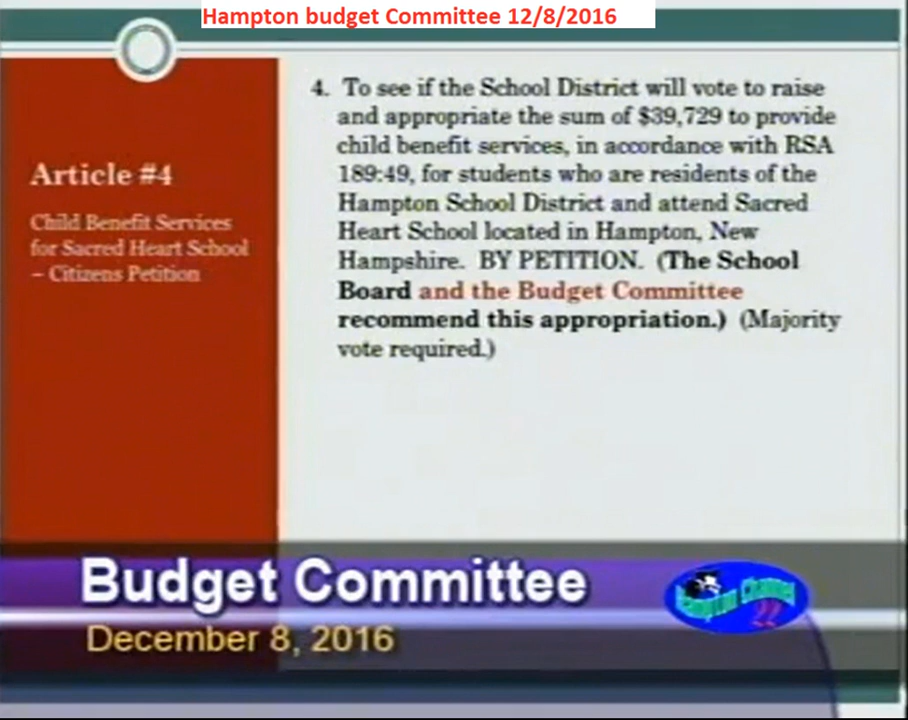 Hampton budget Committee 12/8/2016
Article #4
Child Benefit Services
for Sacred Heart School
– Citizens Petition
4. To see if the School District will vote to raise
and appropriate the sum of $39,729 to provide
child benefit services, in accordance with RSA
189:49, for students who are residents of the
Hampton School District and attend Sacred
Heart School located in Hampton, New
Hampshire. BY PETITION. (The School
Board and the Budget Committee
recommend this appropriation.) (Majority
vote required.)
Budget Committee
December 8, 2016
Hampton Channel
22